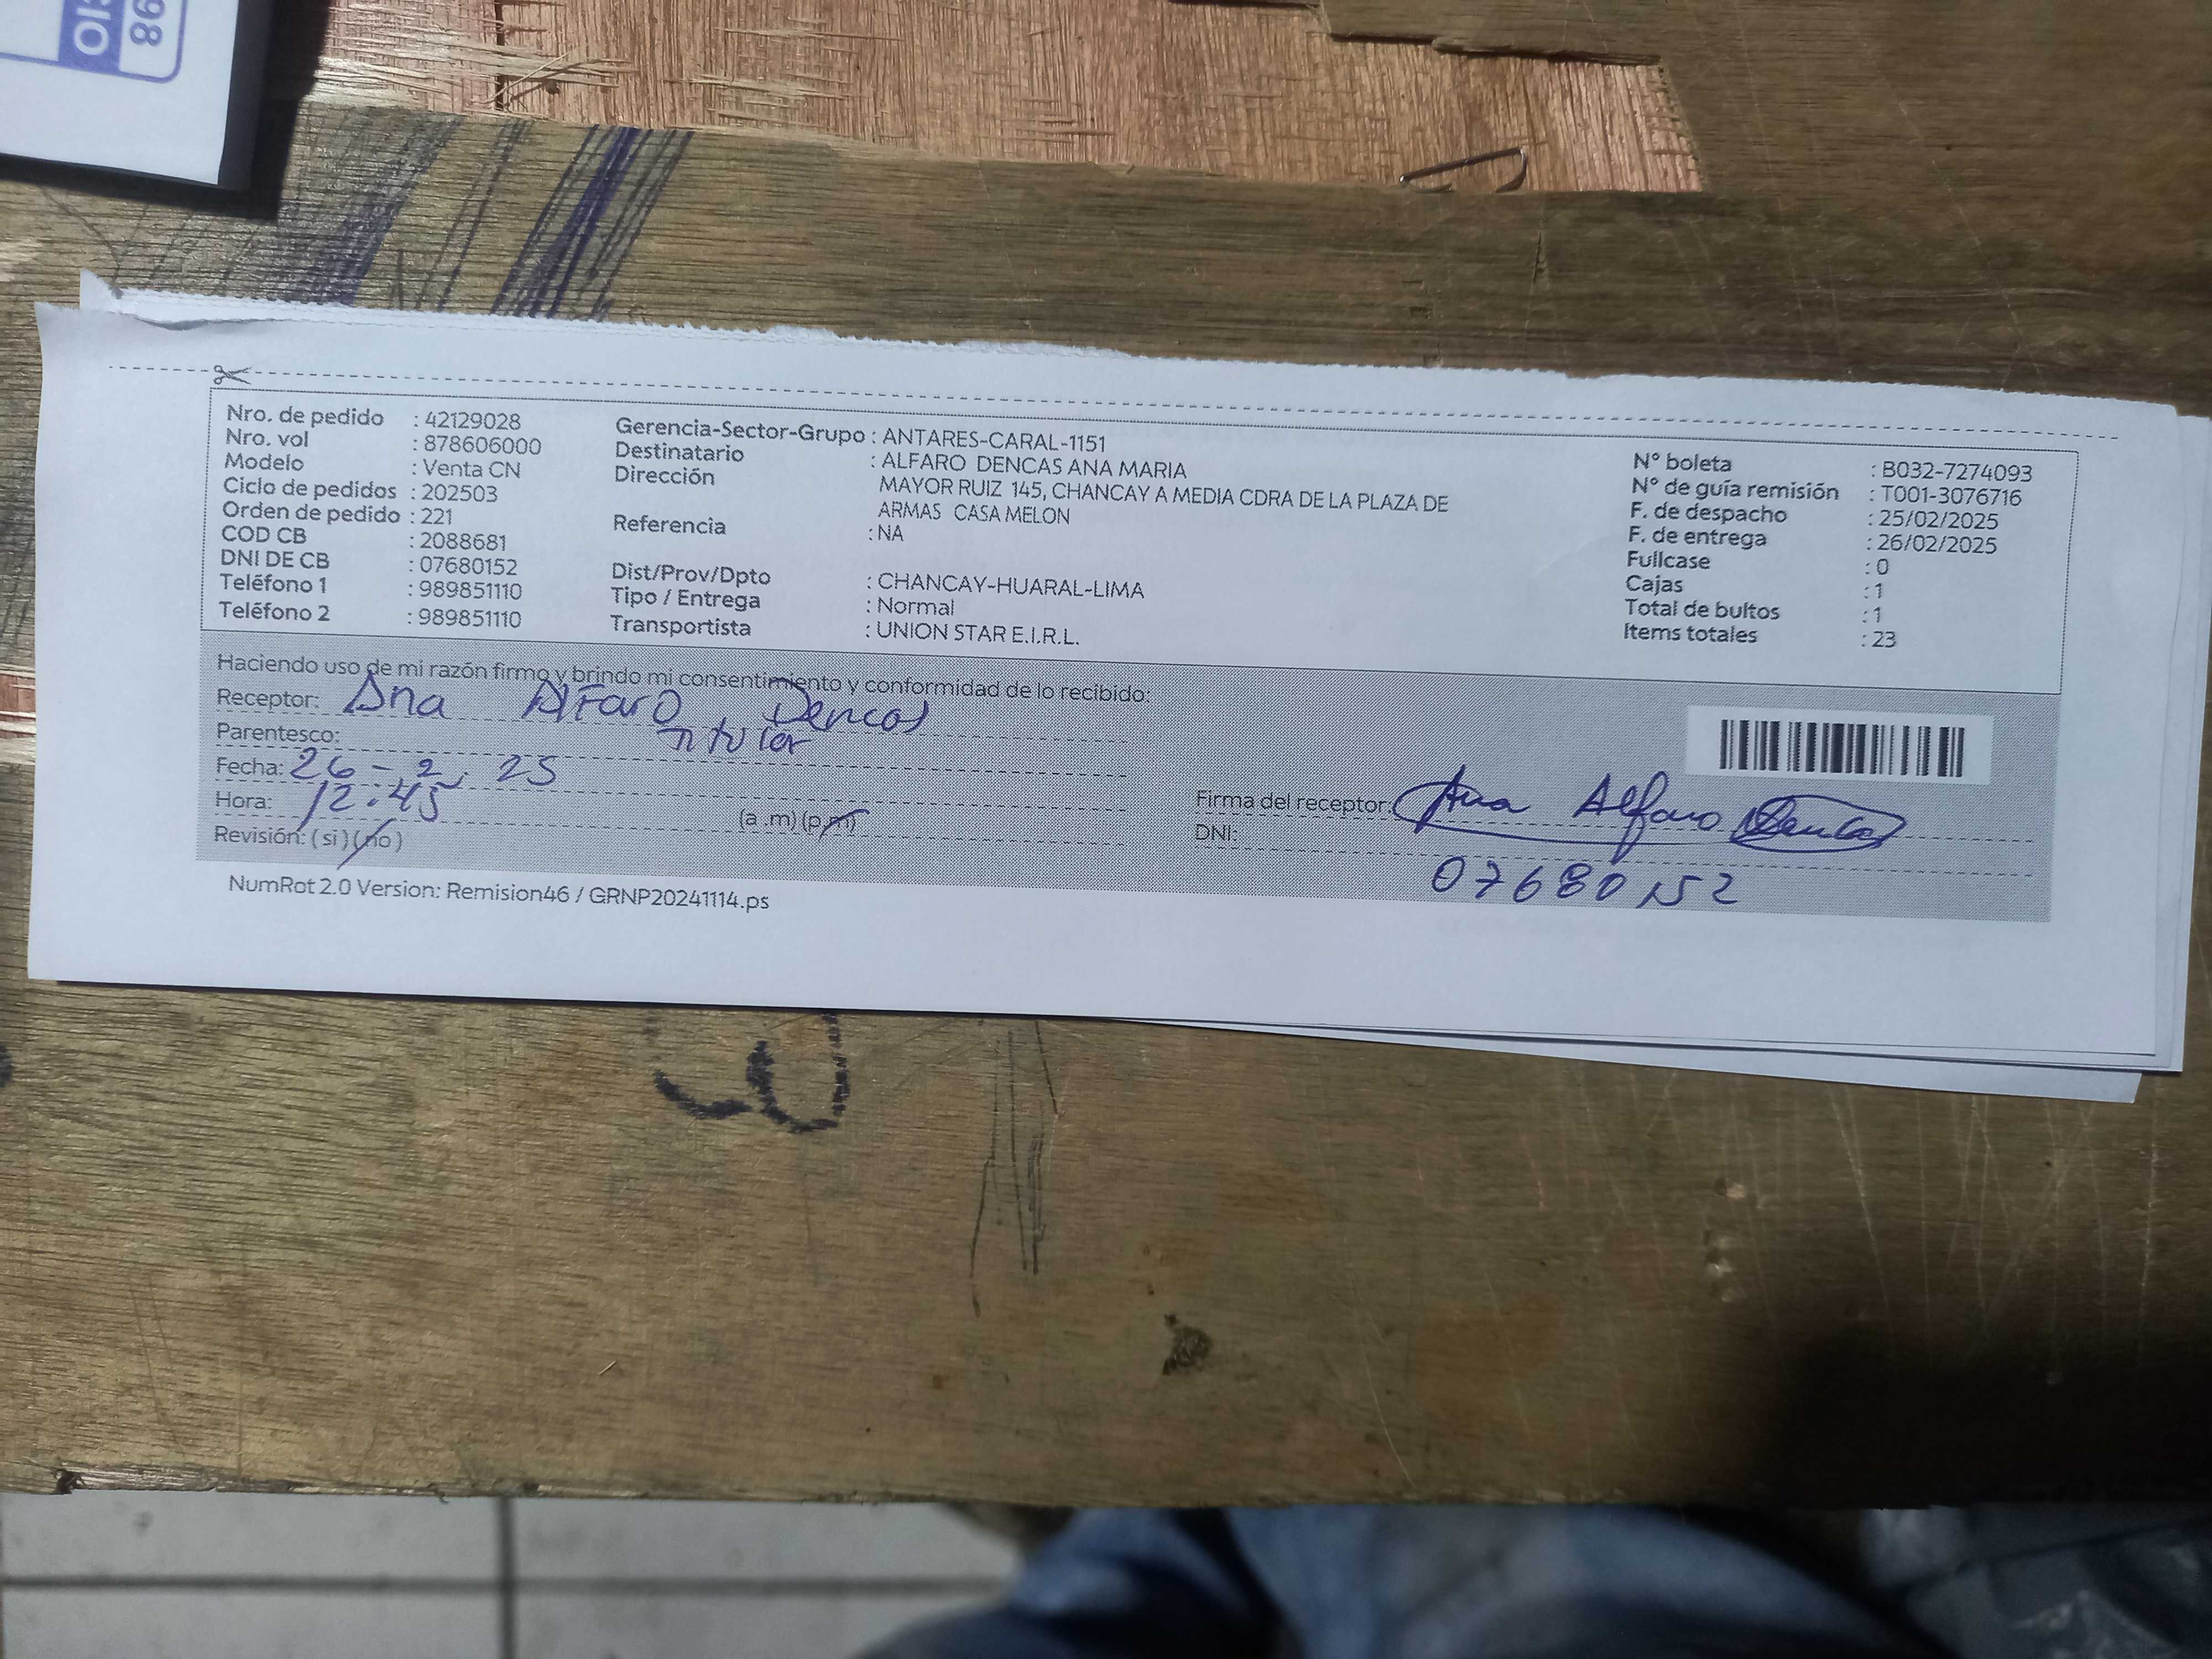 98
Nro. de pedido : 42129028
Nro. vol : 878606000
Modelo : Venta CN
Ciclo de pedidos : 202503
Orden de pedido : 221
COD CB : 2088681
DNI DE CB : 07680152
Teléfono 1 : 989851110
Teléfono 2 : 989851110
Gerencia-Sector-Grupo : ANTARES-CARAL-1151
Destinatario : ALFARO DENCAS ANA MARIA
Dirección MAYOR RUIZ 145, CHANCAY A MEDIA CDRA DE LA PLAZA DE
ARMAS CASA MELON
Referencia : NA
Dist/Prov/Dpto : CHANCAY-HUARAL-LIMA
Tipo / Entrega : Normal
Transportista : UNION STAR E.I.R.L.
N° boleta : B032-7274093
N° de guía remisión : T001-3076716
F. de despacho : 25/02/2025
F. de entrega : 26/02/2025
Fullcase : 0
Cajas : 1
Total de bultos : 1
Items totales : 23
Haciendo uso de mi razón firmo y brindo mi consentimiento y conformidad de lo recibido:
Receptor: Ana Alfaro Dencas
Parentesco: Titular
Fecha: 26-2.25
Hora: 12:45 (a .m) (p.m)
Revisión: ( si ) ( no )
Firma del receptor: Ana Alfaro Dencas
DNI: 07680152
NumRot 2.0 Version: Remision46 / GRNP20241114.ps